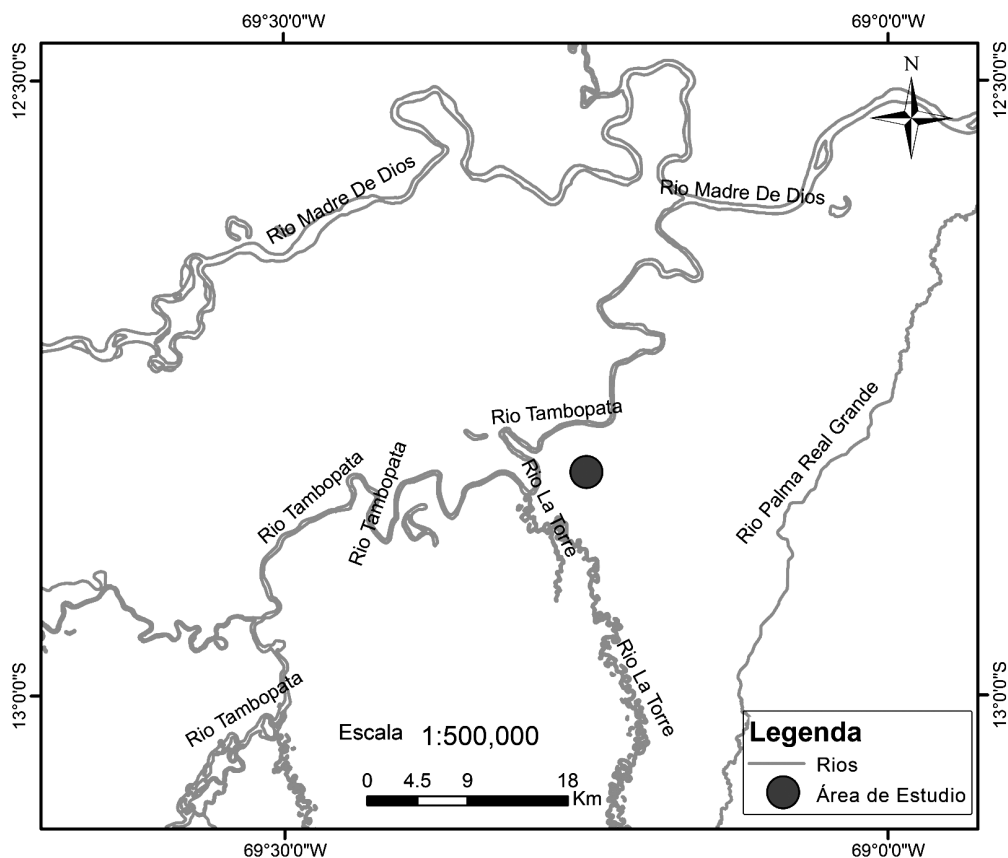 69°30'0"W
69°0'0"W
12°30'0"S
12°30'0"S
N
Rio Madre De Dios
Rio Madre De Dios
Rio Tambopata
Rio Palma Real Grande
Rio Tambopata
Rio Tambopata
Rio La Torre
Rio La Torre
Rio Tambopata
13°0'0"S
13°0'0"S
Escala 1:500,000
0 4.5 9 18
Km
Legenda
Rios
Área de Estudio
69°30'0"W
69°0'0"W